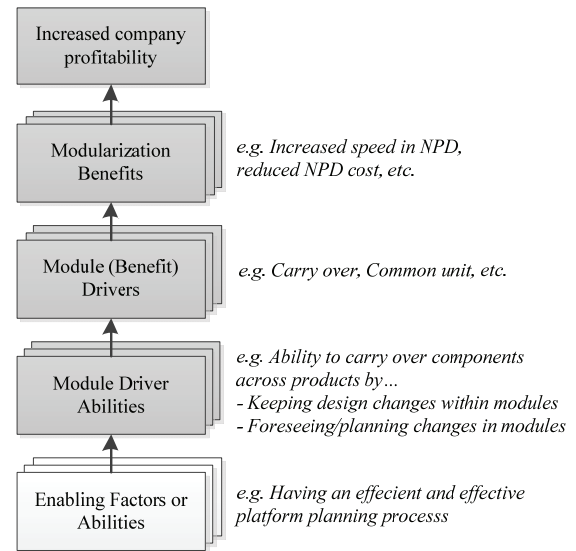 Increased company
profitability
Modularization
Benefits
e.g. Increased speed in NPD,
reduced NPD cost, etc.
Module (Benefit)
Drivers
e.g. Carry over, Common unit, etc.
Module Driver
Abilities
e.g. Ability to carry over components
across products by…
- Keeping design changes within modules
- Foreseeing/planning changes in modules
Enabling Factors or
Abilities
e.g. Having an effecient and effective
platform planning processs